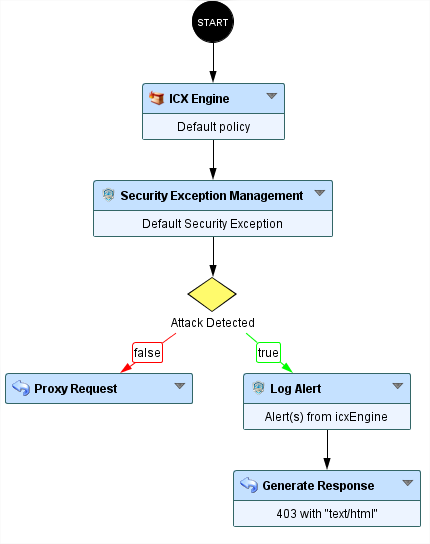 START
ICX Engine
Default policy
Security Exception Management
Default Security Exception
Attack Detected
false
true
Proxy Request
Log Alert
Alert(s) from icxEngine
Generate Response
403 with "text/html"